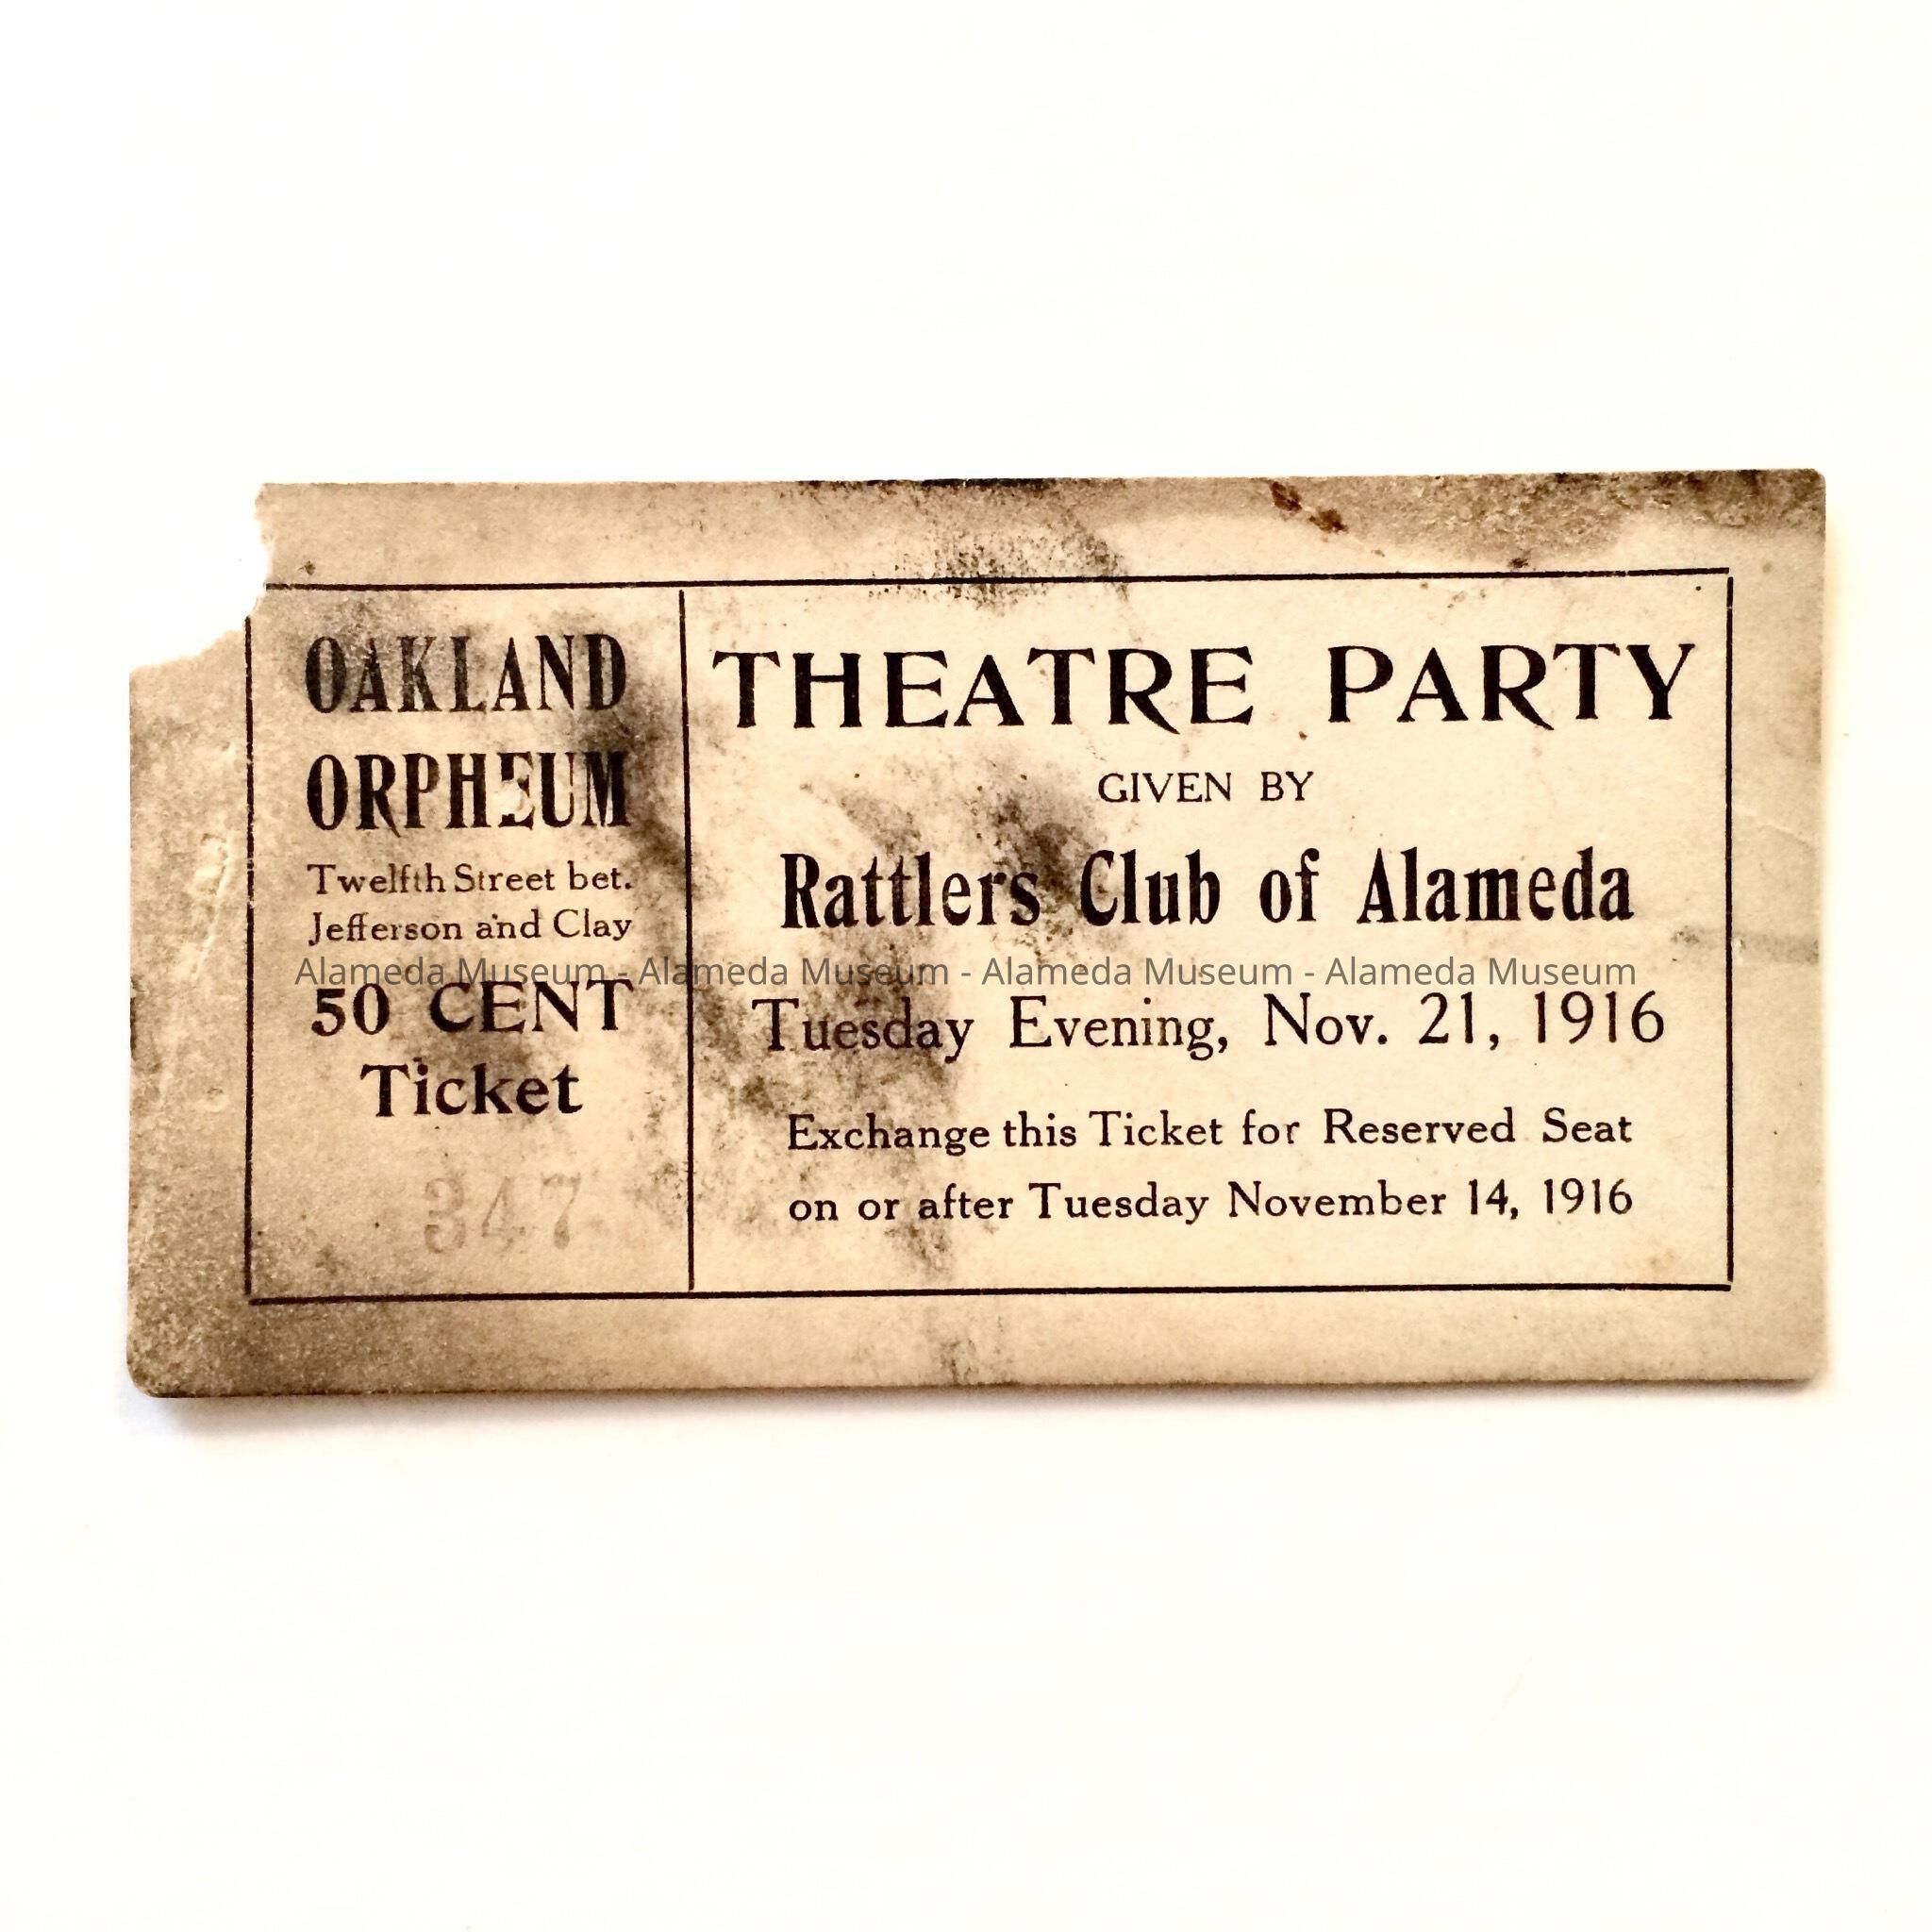 OAKLAND
ORPHEUM
Twelfth Street bet.
Jefferson and Clay
50 CENT
Ticket
347
THEATRE PARTY
GIVEN BY
Rattlers Club of Alameda
Tuesday Evening, Nov. 21, 1916
Exchange this Ticket for Reserved Seat
on or after Tuesday November 14, 1916
Alameda Museum - Alameda Museum - Alameda Museum - Alameda Museum